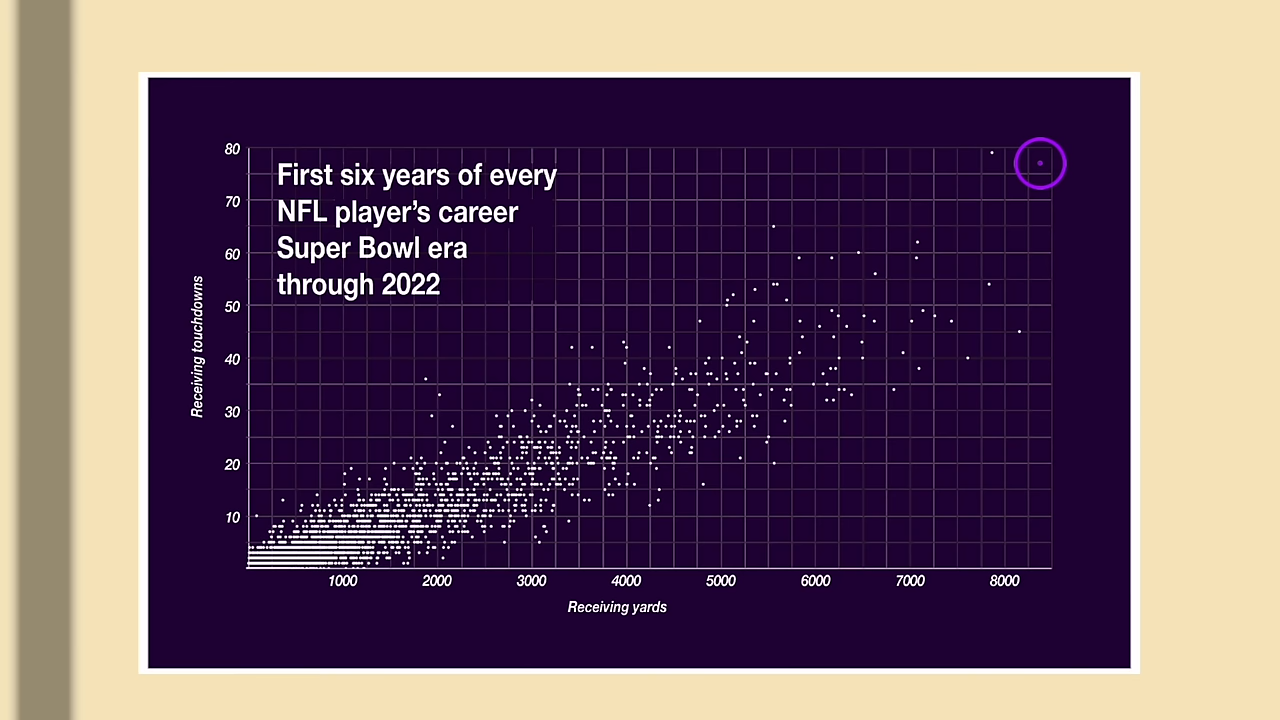 First six years of every
NFL player's career
Super Bowl era
through 2022
80
70
60
50
40
30
20
10
Receiving touchdowns
1000 2000 3000 4000 5000 6000 7000 8000
Receiving yards